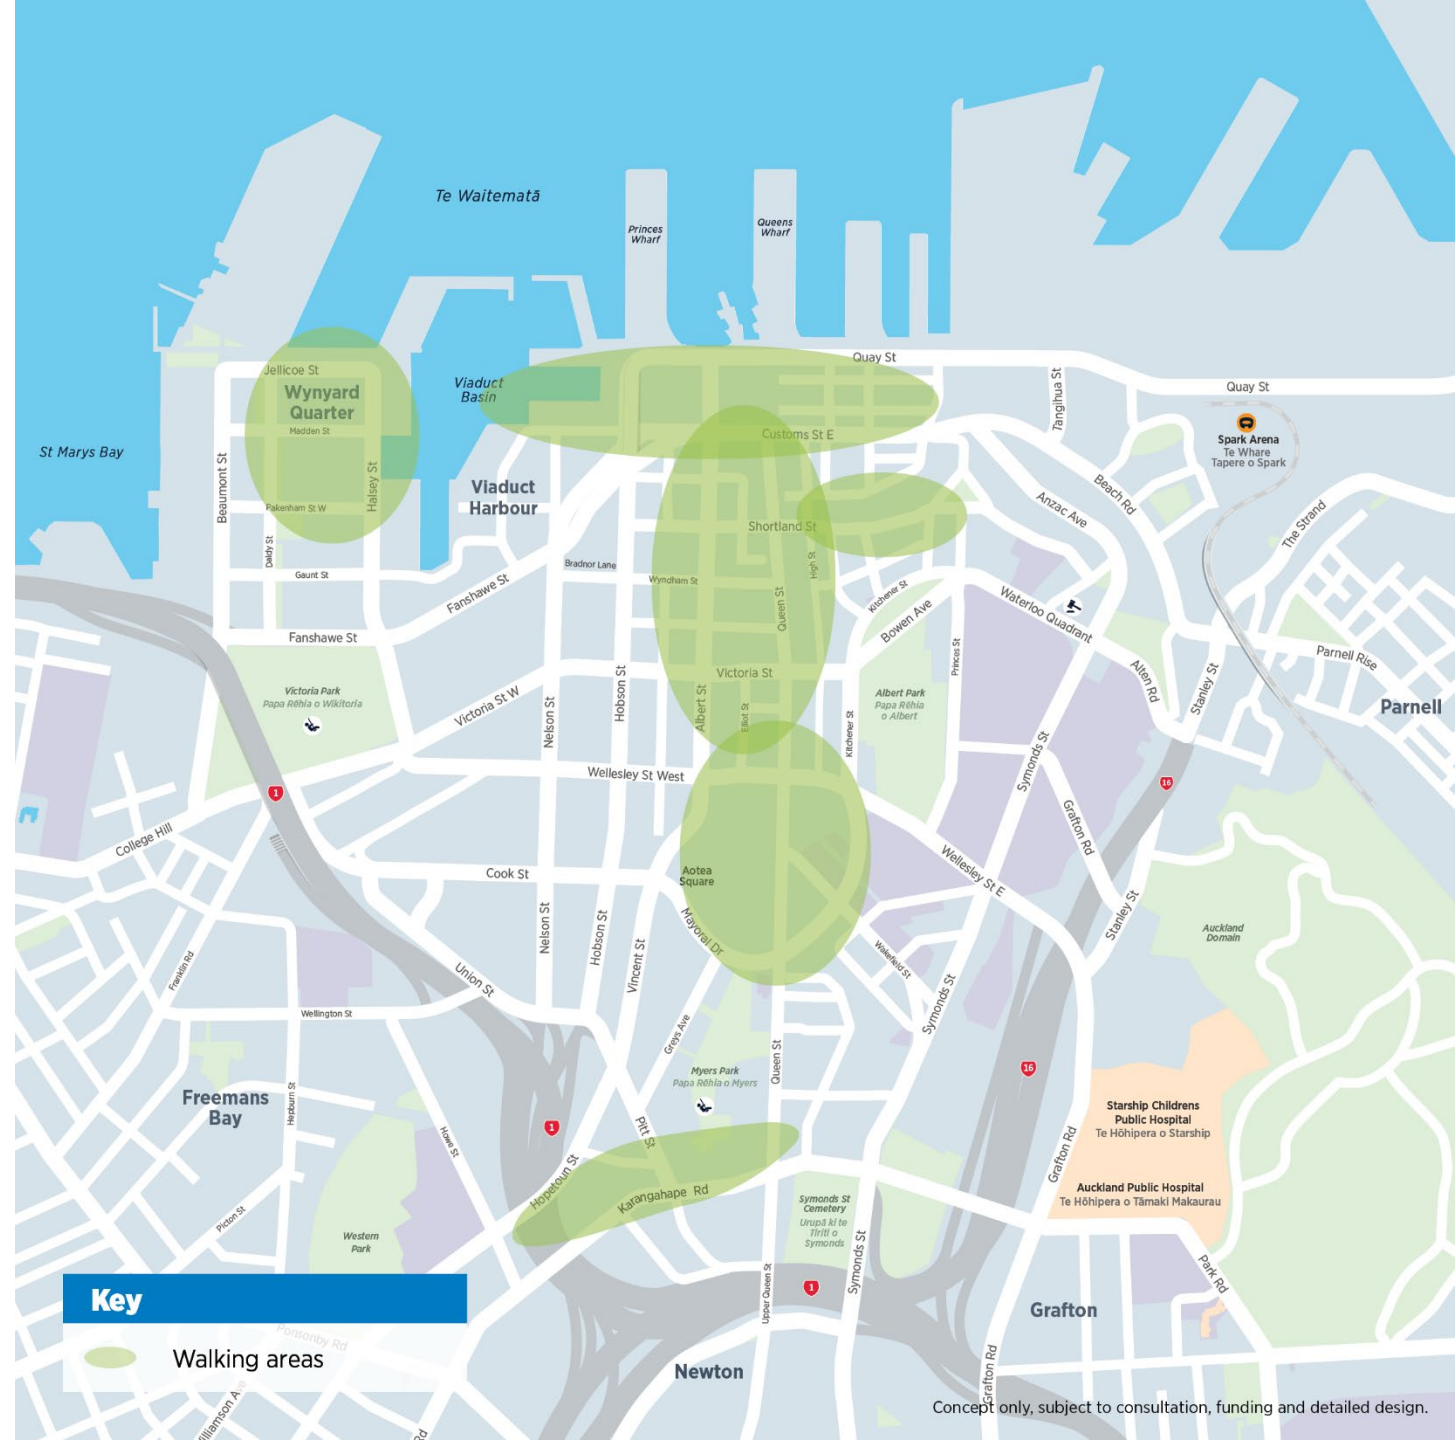 Te Waitematā
Princes
Wharf
Queens
Wharf
Quay St
Quay St
Jellicoe St
Wynyard
Quarter
Madden St
Viaduct
Basin
Tangihua St
Spark Arena
Te Whare
Tapere o Spark
St Marys Bay
Beaumont St
Halsey St
Customs St E
Viaduct
Harbour
Beach Rd
Anzac Ave
The Strand
Pakenham St W
Shortland St
Daldy St
Gaunt St
Bradnor Lane
Wyndham St
High St
Fanshawe St
Queen St
Kitchener St
Bowen Ave
Waterloo Quadrant
Fanshawe St
Princes St
Parnell Rise
Victoria St
Alten Rd
Stanley St
Victoria Park
Papa Rēhia o Wikitoria
Victoria St W
Nelson St
Hobson St
Albert St
Elliot St
Albert Park
Papa Rēhia
o Albert
Kitchener St
Parnell
Symonds St
Wellesley St West
16
1
College Hill
Grafton Rd
Cook St
Aotea
Square
Wellesley St E
Stanley St
Mayoral Dr
Nelson St
Hobson St
Vincent St
Auckland
Domain
Franklin Rd
Union St
Wakefield St
Symonds St
Wellington St
Greys Ave
Queen St
Myers Park
Papa Rēhia o Myers
16
Freemans
Bay
Hepburn St
Howe St
1
Pitt St
Starship Childrens
Public Hospital
Te Hōhipera o Starship
Grafton Rd
Hopetoun St
Karangahape Rd
Auckland Public Hospital
Te Hōhipera o Tāmaki Makaurau
Symonds St
Cemetery
Urupā ki te
Tiriti o
Symonds
Picton St
Western
Park
Symonds St
Upper Queen St
1
Park Rd
Key
Grafton
Ponsonby Rd
Walking areas
Newton
Grafton Rd
Concept only, subject to consultation, funding and detailed design.